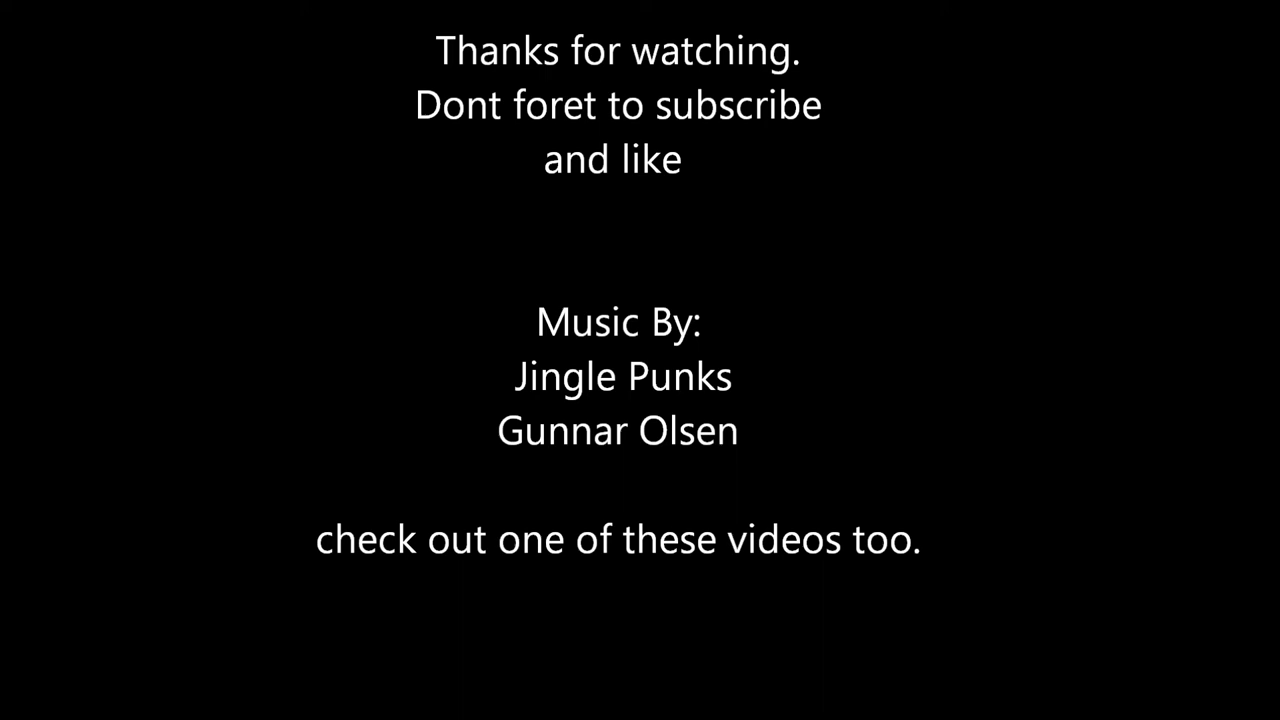 Thanks for watching.
Dont foret to subscribe
and like
Music By:
Jingle Punks
Gunnar Olsen
check out one of these videos too.